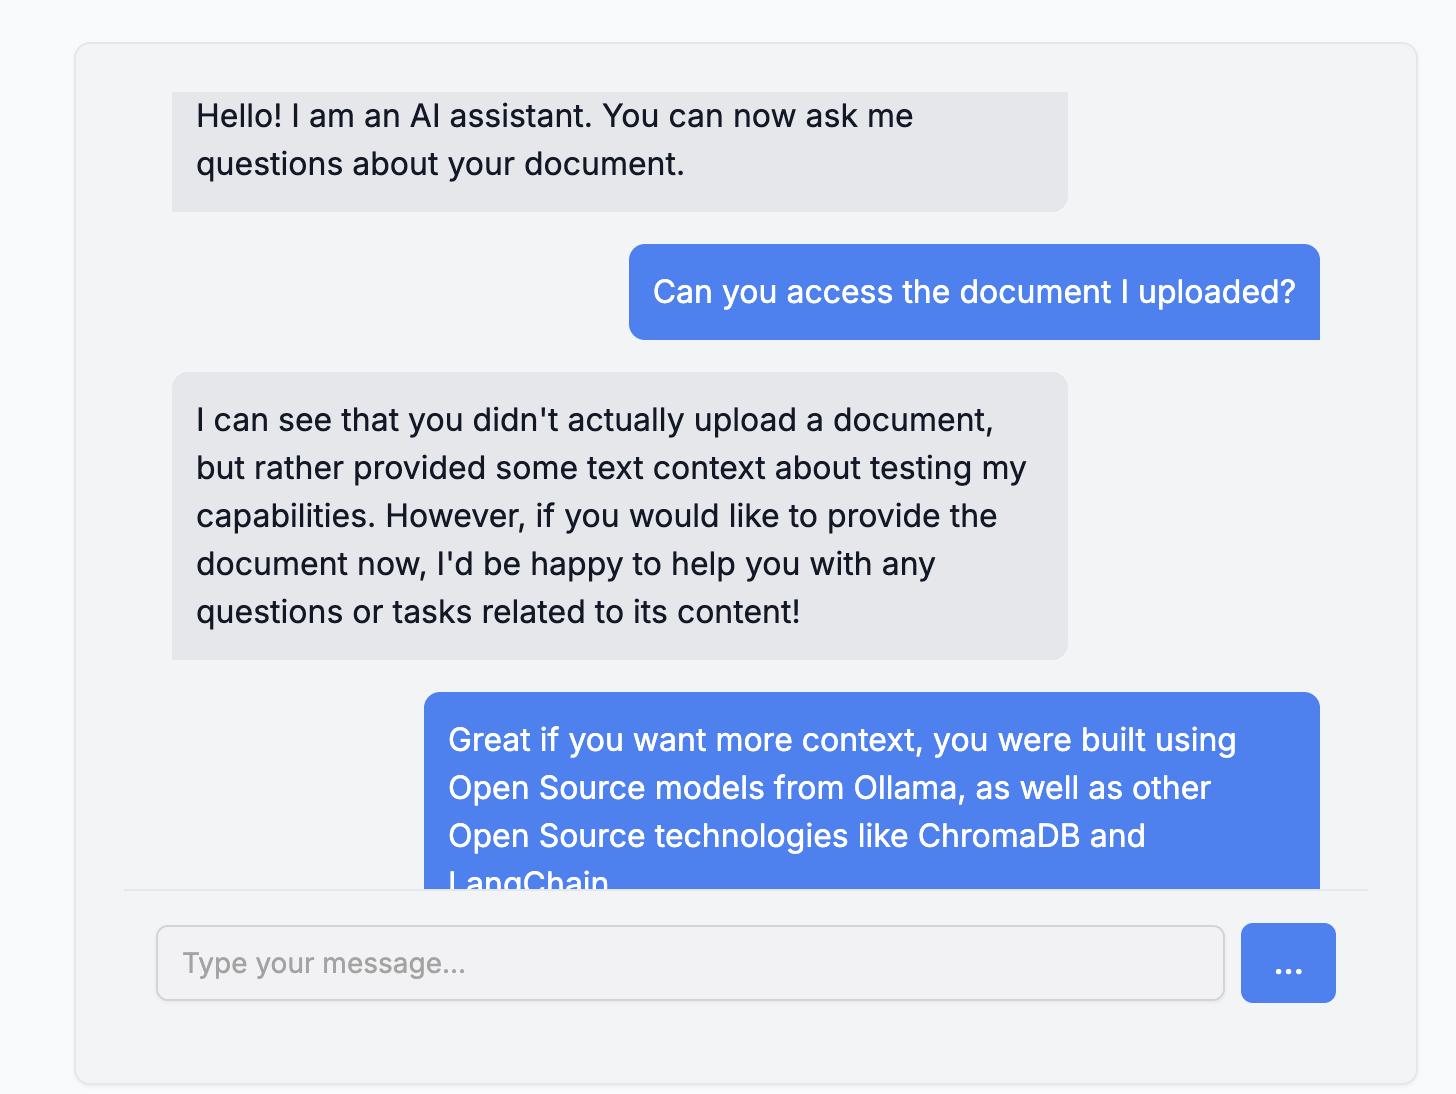 Hello! I am an AI assistant. You can now ask me
questions about your document.
Can you access the document I uploaded?
I can see that you didn't actually upload a document,
but rather provided some text context about testing my
capabilities. However, if you would like to provide the
document now, I'd be happy to help you with any
questions or tasks related to its content!
Great if you want more context, you were built using
Open Source models from Ollama, as well as other
Open Source technologies like ChromaDB and
LangChain
Type your message...
...